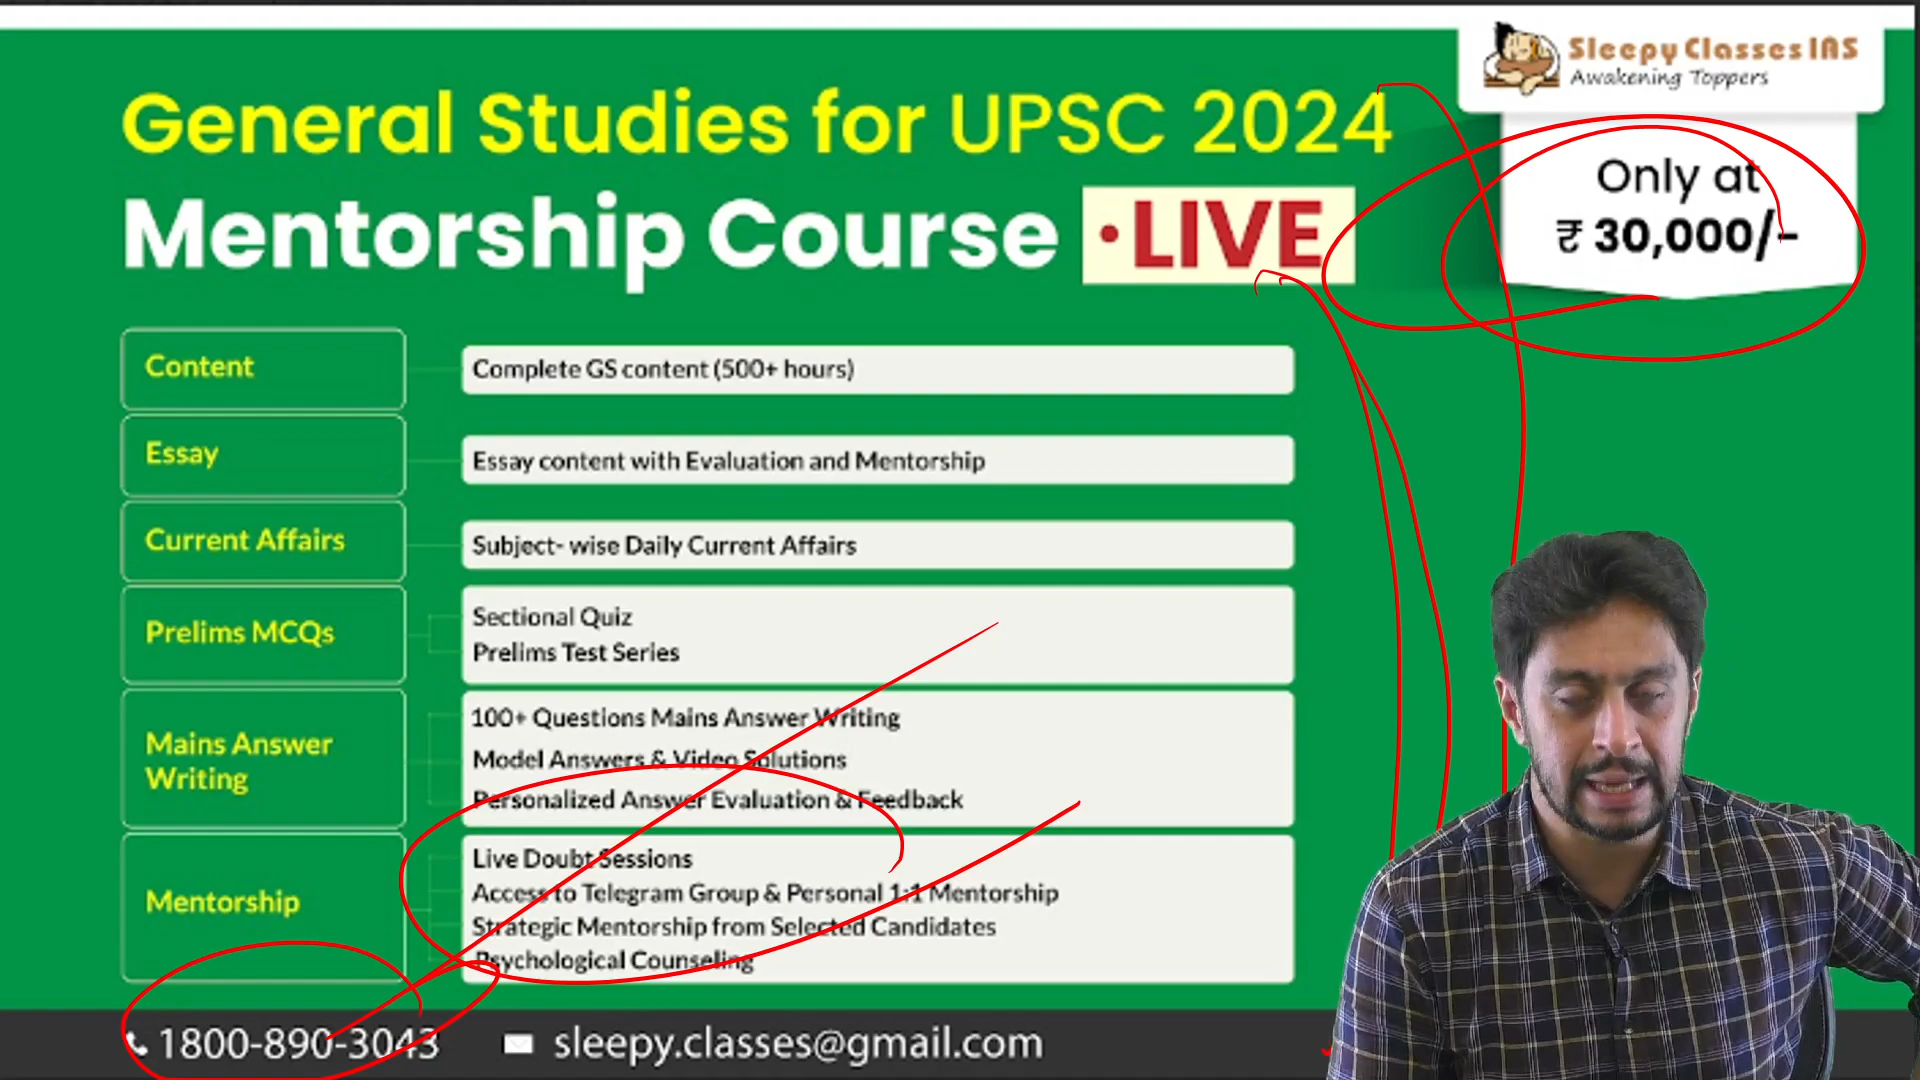 Sleepy Classes IAS
Awakening Toppers
General Studies for UPSC 2024
Mentorship Course • LIVE
Only at
₹ 30,000/-
Content
Complete GS content (500+ hours)
Essay
Essay content with Evaluation and Mentorship
Current Affairs
Subject- wise Daily Current Affairs
Prelims MCQs
Sectional Quiz
Prelims Test Series
Mains Answer
Writing
100+ Questions Mains Answer Writing
Model Answers & Video Solutions
Personalized Answer Evaluation & Feedback
Mentorship
Live Doubt Sessions
Access to Telegram Group & Personal 1:1 Mentorship
Strategic Mentorship from Selected Candidates
Psychological Counseling
1800-890-3043
sleepy.classes@gmail.com